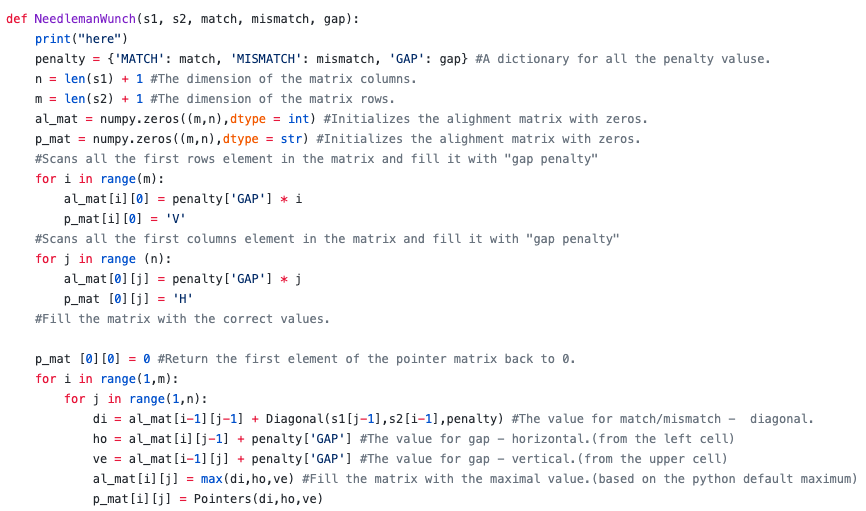 def NeedlemanWunch(s1, s2, match, mismatch, gap):
    print("here")
    penalty = {'MATCH': match, 'MISMATCH': mismatch, 'GAP': gap} #A dictionary for all the penalty valuse.
    n = len(s1) + 1 #The dimension of the matrix columns.
    m = len(s2) + 1 #The dimension of the matrix rows.
    al_mat = numpy.zeros((m,n),dtype = int) #Initializes the alighment matrix with zeros.
    p_mat = numpy.zeros((m,n),dtype = str) #Initializes the alighment matrix with zeros.
    #Scans all the first rows element in the matrix and fill it with "gap penalty"
    for i in range(m):
        al_mat[i][0] = penalty['GAP'] * i
        p_mat[i][0] = 'V'
    #Scans all the first columns element in the matrix and fill it with "gap penalty"
    for j in range (n):
        al_mat[0][j] = penalty['GAP'] * j
        p_mat [0][j] = 'H'
    #Fill the matrix with the correct values.

    p_mat [0][0] = 0 #Return the first element of the pointer matrix back to 0.
    for i in range(1,m):
        for j in range(1,n):
            di = al_mat[i-1][j-1] + Diagonal(s1[j-1],s2[i-1],penalty) #The value for match/mismatch -  diagonal.
            ho = al_mat[i][j-1] + penalty['GAP'] #The value for gap - horizontal.(from the left cell)
            ve = al_mat[i-1][j] + penalty['GAP'] #The value for gap - vertical.(from the upper cell)
            al_mat[i][j] = max(di,ho,ve) #Fill the matrix with the maximal value.(based on the python default maximum)
            p_mat[i][j] = Pointers(di,ho,ve)